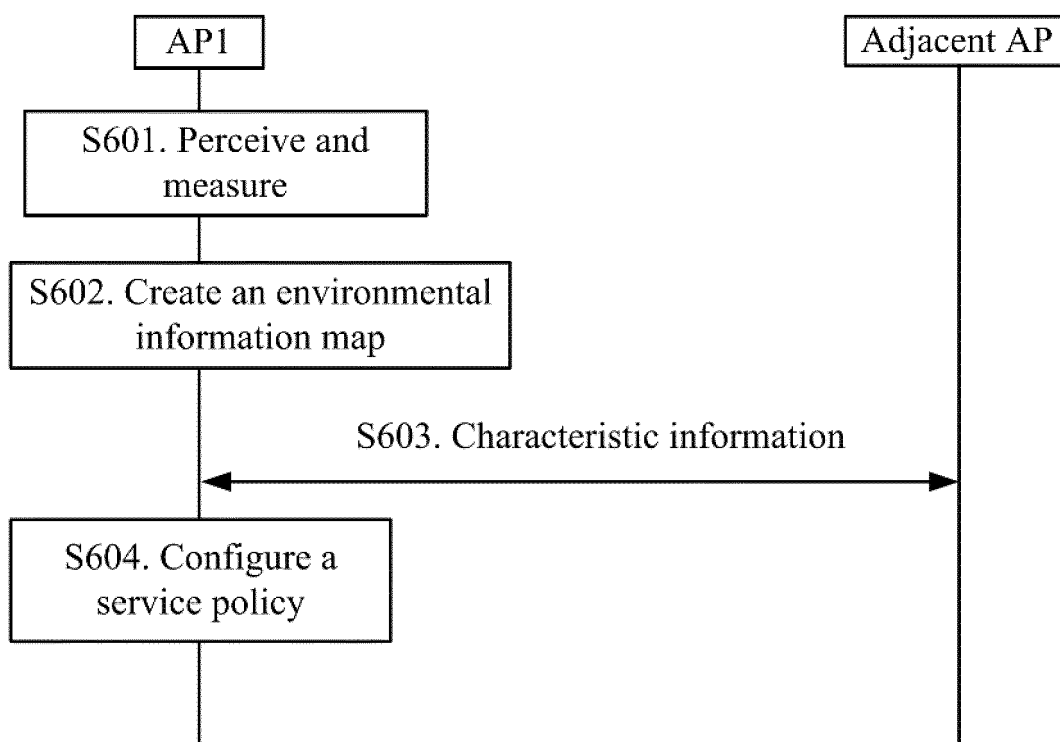 AP1
Adjacent AP
S601. Perceive and
measure
S602. Create an environmental
information map
S603. Characteristic information
S604. Configure a
service policy